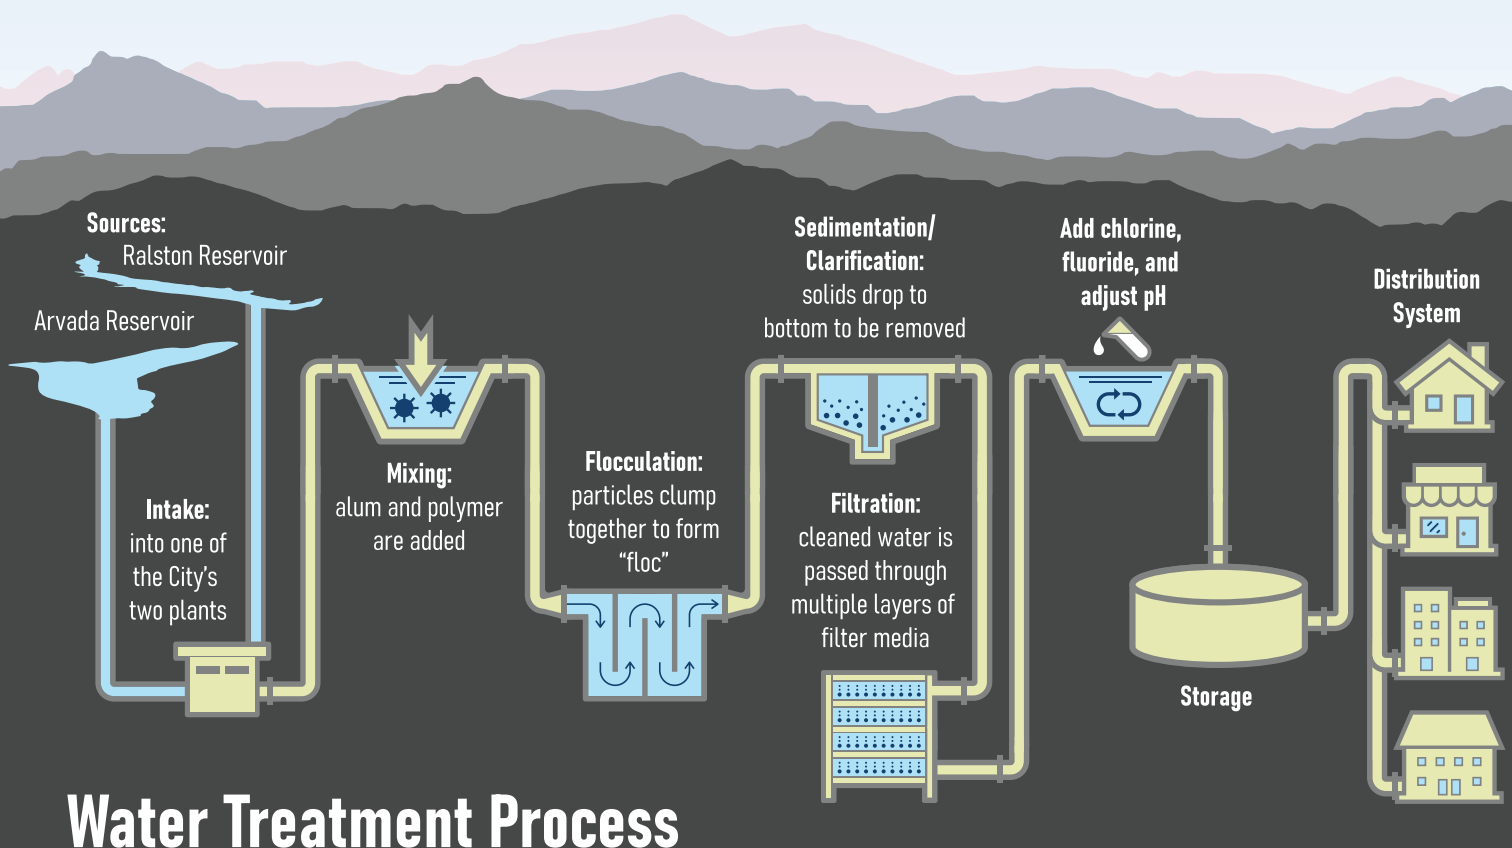 Sources:
Ralston Reservoir
Arvada Reservoir
Intake:
into one of
the City's
two plants
Mixing:
alum and polymer
are added
Flocculation:
particles clump
together to form
“floc”
Sedimentation/
Clarification:
solids drop to
bottom to be removed
Filtration:
cleaned water is
passed through
multiple layers of
filter media
Add chlorine,
fluoride, and
adjust pH
Storage
Distribution
System
Water Treatment Process